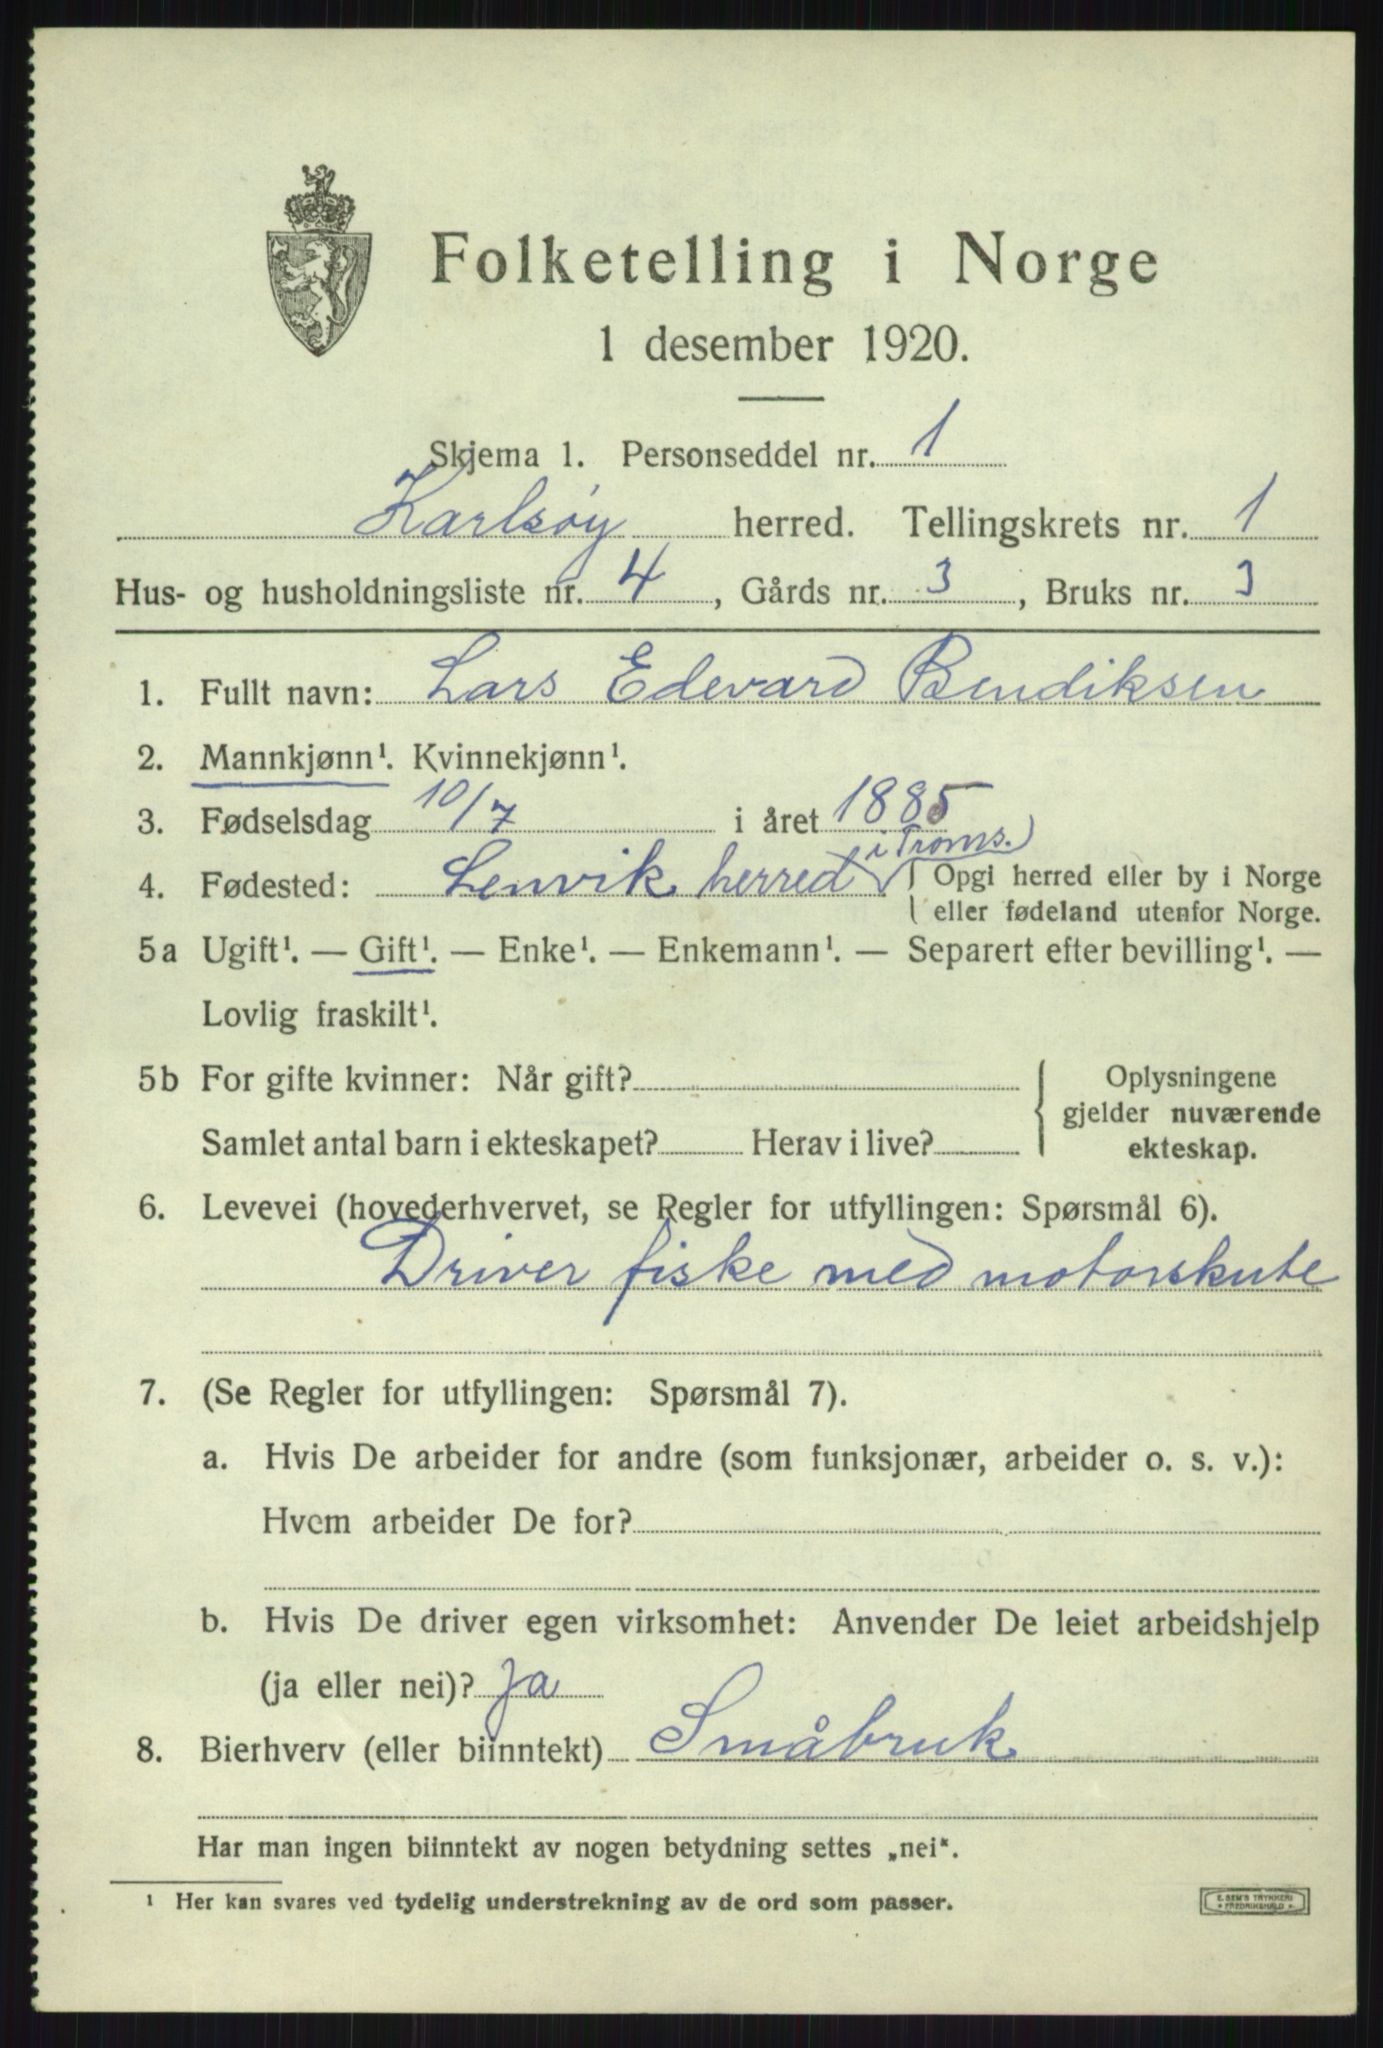 Folketelling i Norge
1 desember 1920.
Skjema 1. Personseddel nr. 1
Karlsøy herred. Tellingskrets nr. 1
Hus- og husholdningsliste nr. 4, Gårds nr. 3, Bruks nr. 3
1. Fullt navn: Lars Edevard Bendiksen
2. Mannkjønn¹. Kvinnekjønn¹.
3. Fødselsdag 10/7 i året 1885
4. Fødested: Lenvik herred i Troms. { Opgi herred eller by i Norge
eller fødeland utenfor Norge.
5a Ugift¹. — Gift¹. — Enke¹. — Enkemann¹. — Separert efter bevilling¹. —
Lovlig fraskilt¹.
5b For gifte kvinner: Når gift?
Samlet antal barn i ekteskapet? Herav i live?
Oplysningene
gjelder nuværende
ekteskap.
6. Levevei (hovederhvervet, se Regler for utfyllingen: Spørsmål 6).
Driver fiske med motorskute
7. (Se Regler for utfyllingen: Spørsmål 7).
a. Hvis De arbeider for andre (som funksjonær, arbeider o. s. v.):
Hvem arbeider De for?
b. Hvis De driver egen virksomhet: Anvender De leiet arbeidshjelp
(ja eller nei)? Ja
8. Bierhverv (eller biinntekt) Småbruk
Har man ingen biinntekt av nogen betydning settes „nei“.
¹ Her kan svares ved tydelig understrekning av de ord som passer.
E. SEM'S TRYKKERI
FREDRIKSHALD